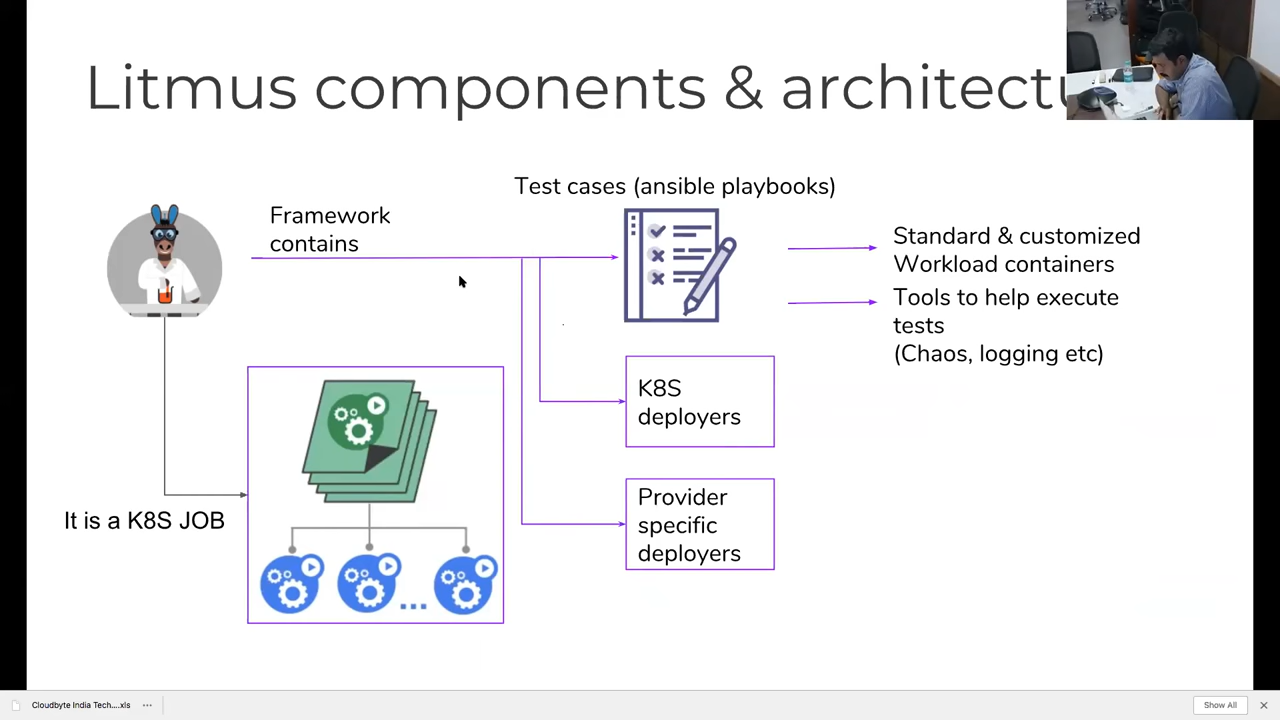 Litmus components & architectu
Test cases (ansible playbooks)
Framework
contains
Standard & customized
Workload containers
Tools to help execute
tests
(Chaos, logging etc)
K8S
deployers
Provider
specific
deployers
It is a K8S JOB
...
Cloudbyte India Tech....xls
Show All